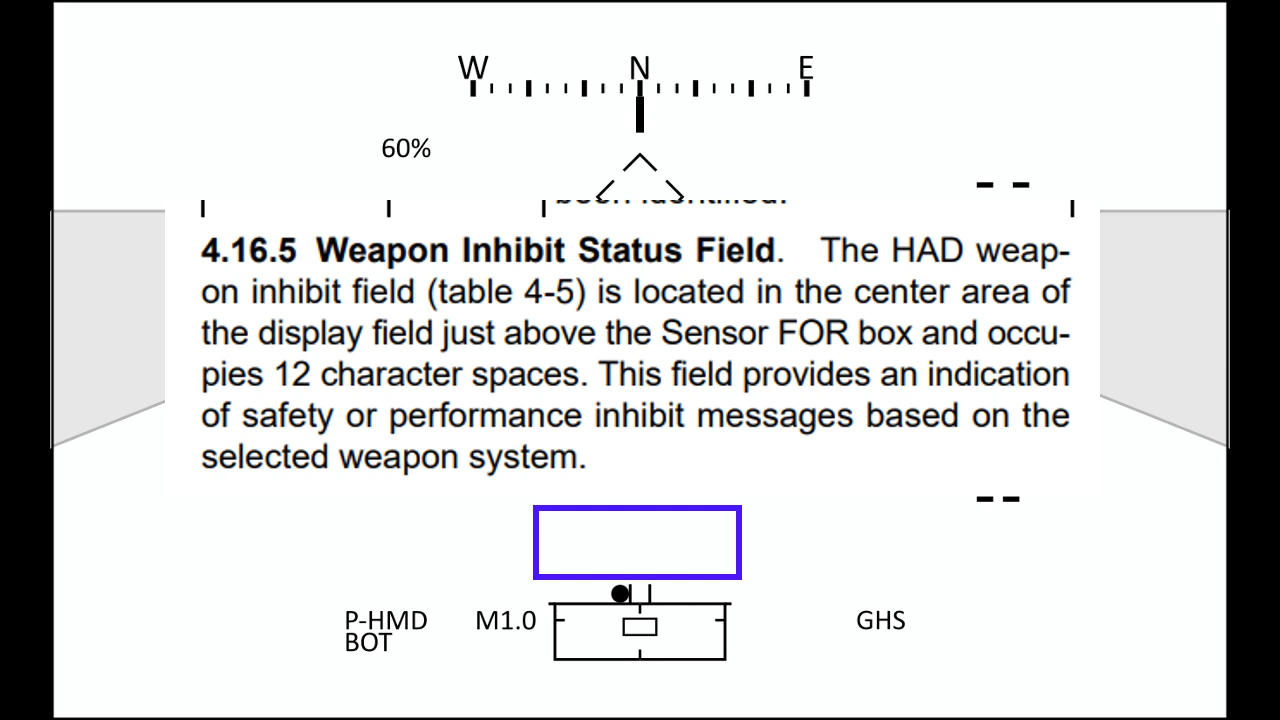 W N E
60%
been identified.
4.16.5 Weapon Inhibit Status Field. The HAD weap-
on inhibit field (table 4-5) is located in the center area of
the display field just above the Sensor FOR box and occu-
pies 12 character spaces. This field provides an indication
of safety or performance inhibit messages based on the
selected weapon system.
P-HMD M1.0 GHS
BOT